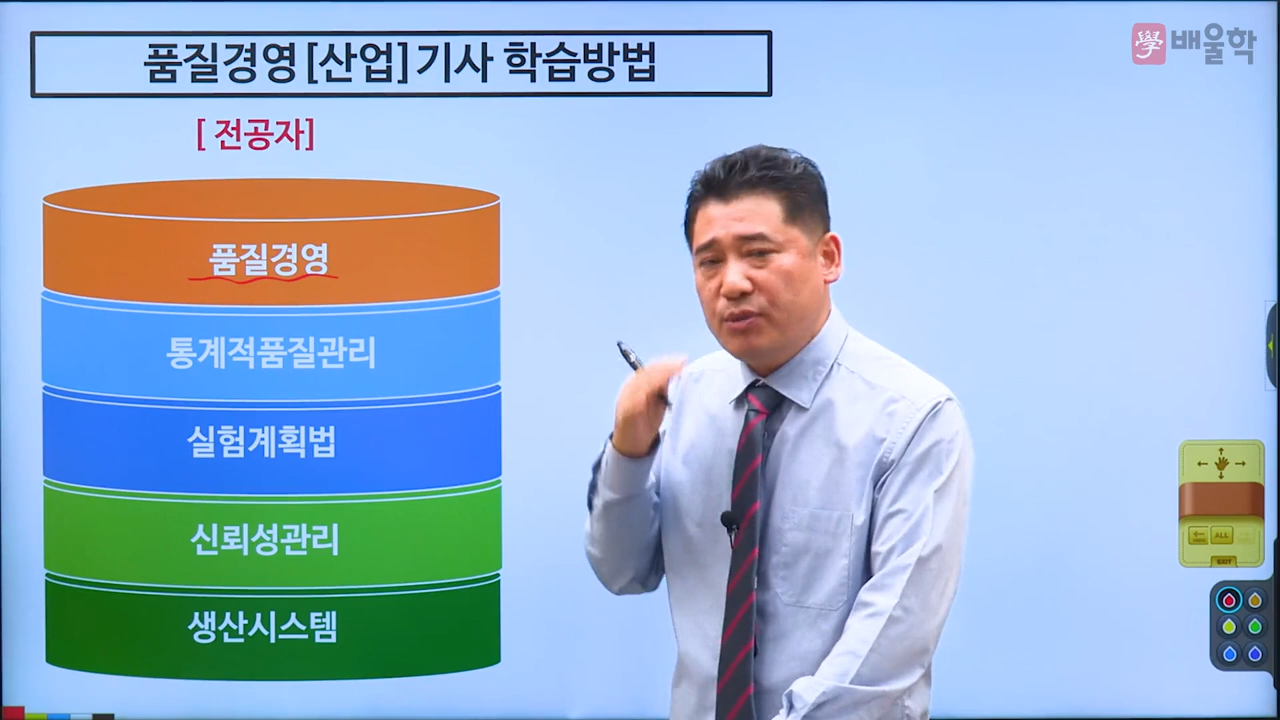 품질경영[산업]기사 학습방법
學 배울학
[ 전공자]
품질경영
통계적품질관리
실험계획법
신뢰성관리
생산시스템
ALL
EXIT